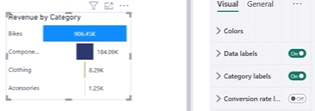 Visual General ...
Revenue by Category
Bikes 906.45K
Compone... 184.09K
Clothing 8.29K
Accessories 1.25K
Colors
Data labels On
Category labels On
Conversion rate l... Off